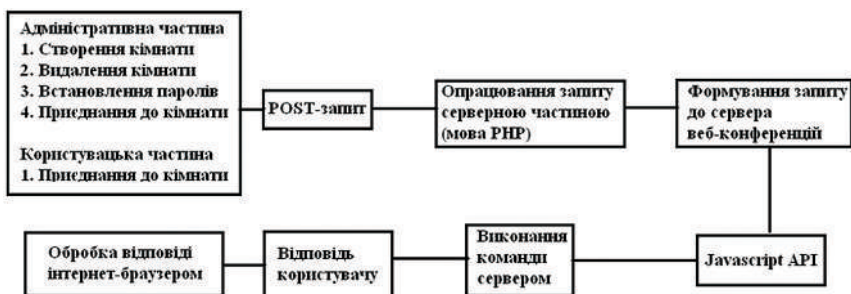 Адміністративна частина
1. Створення кімнати
2. Видалення кімнати
3. Встановлення паролів
4. Приєднання до кімнати
Користувацька частина
1. Приєднання до кімнати
POST-запит
Опрацювання запиту
серверною частиною
(мова PHP)
Формування запиту
до сервера
веб-конференцій
Обробка відповіді
інтернет-браузером
Відповідь
користувачу
Виконання
команди
сервером
Javascript API